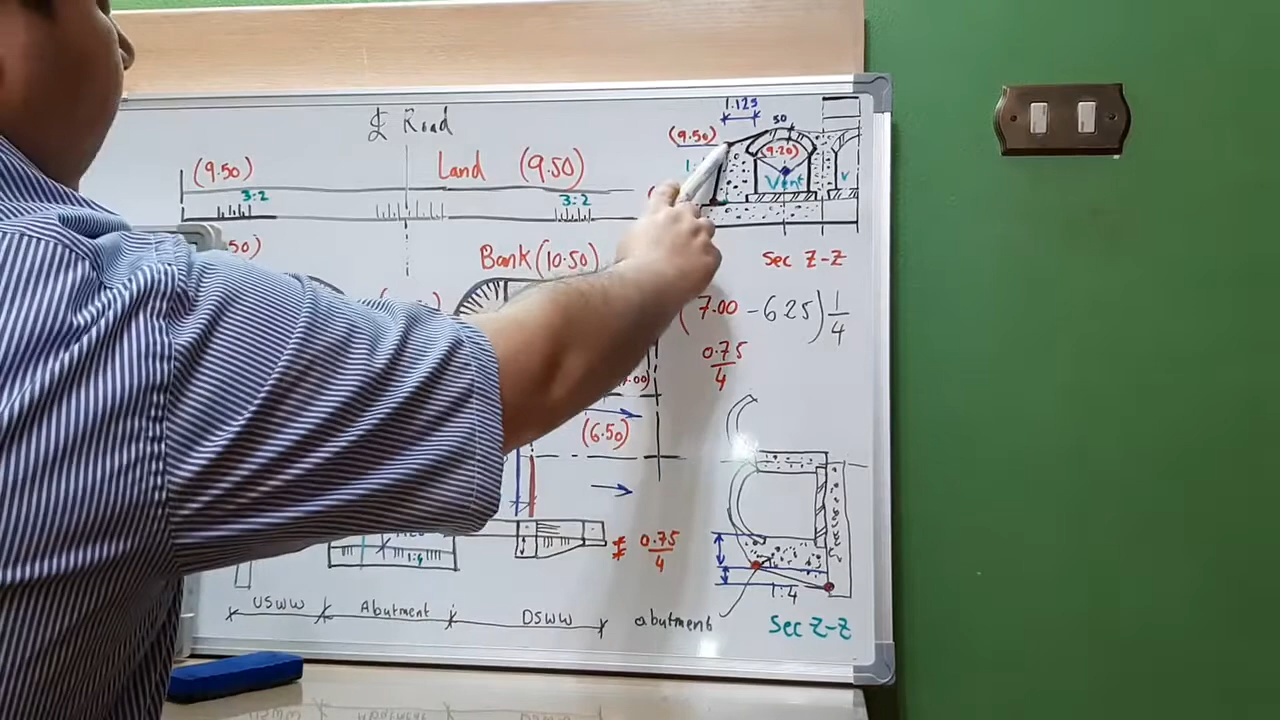 ℄ Road
1.125
50
(9.50)
(9.50)
Land (9.50)
(9.20)
Vent
V
3:2
3:2
50)
Bank (10.50)
Sec Z-Z
(7.00 - 6.25) 1/4
0.75/4
(6.50)
0.75/4
1:4
1:4
USWW
Abutment
DSWW
abutment
Sec Z-Z